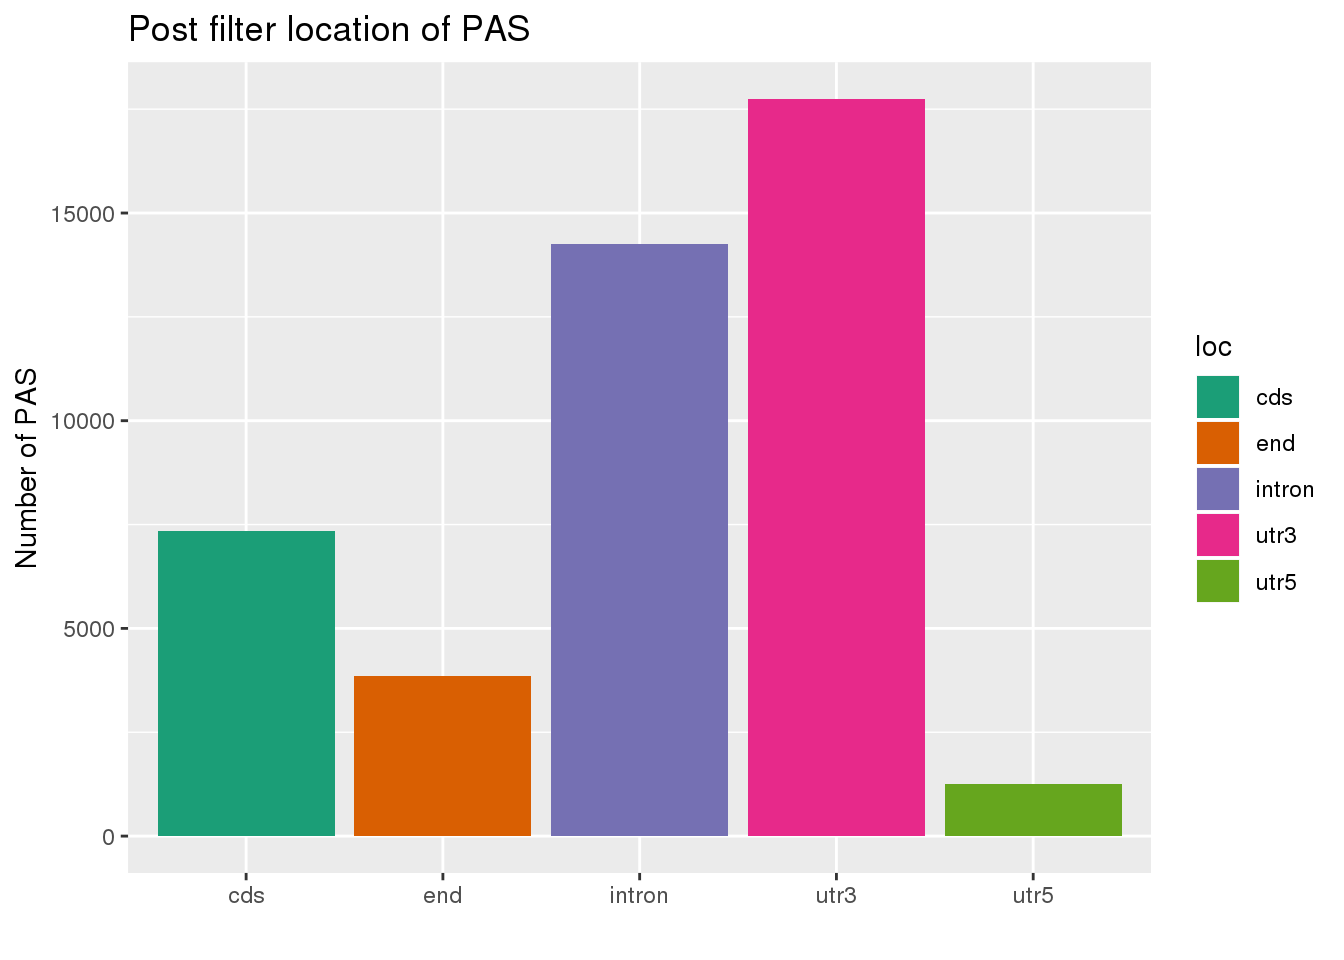 Post filter location of PAS
Number of PAS
15000
10000
5000
0
cds
end
intron
utr3
utr5
loc
cds
end
intron
utr3
utr5